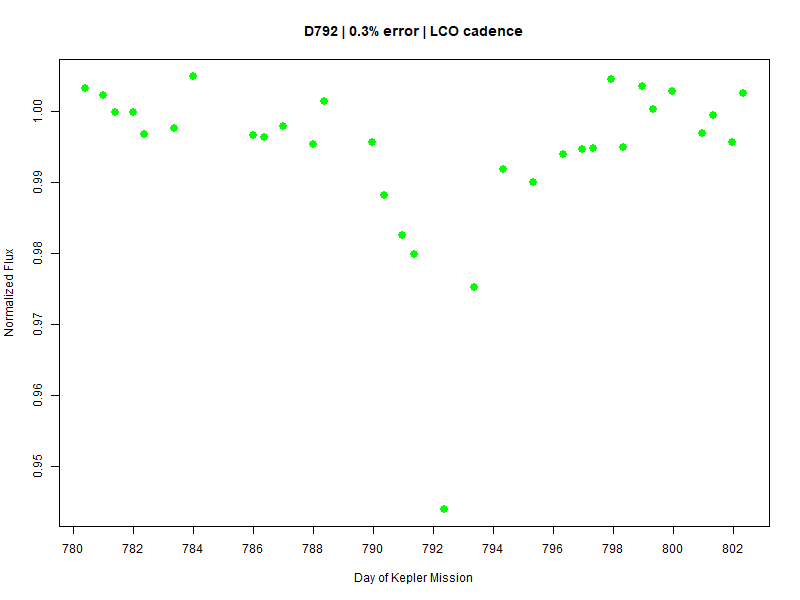 D792 | 0.3% error | LCO cadence
Normalized Flux
1.00
0.99
0.98
0.97
0.96
0.95
780 782 784 786 788 790 792 794 796 798 800 802
Day of Kepler Mission